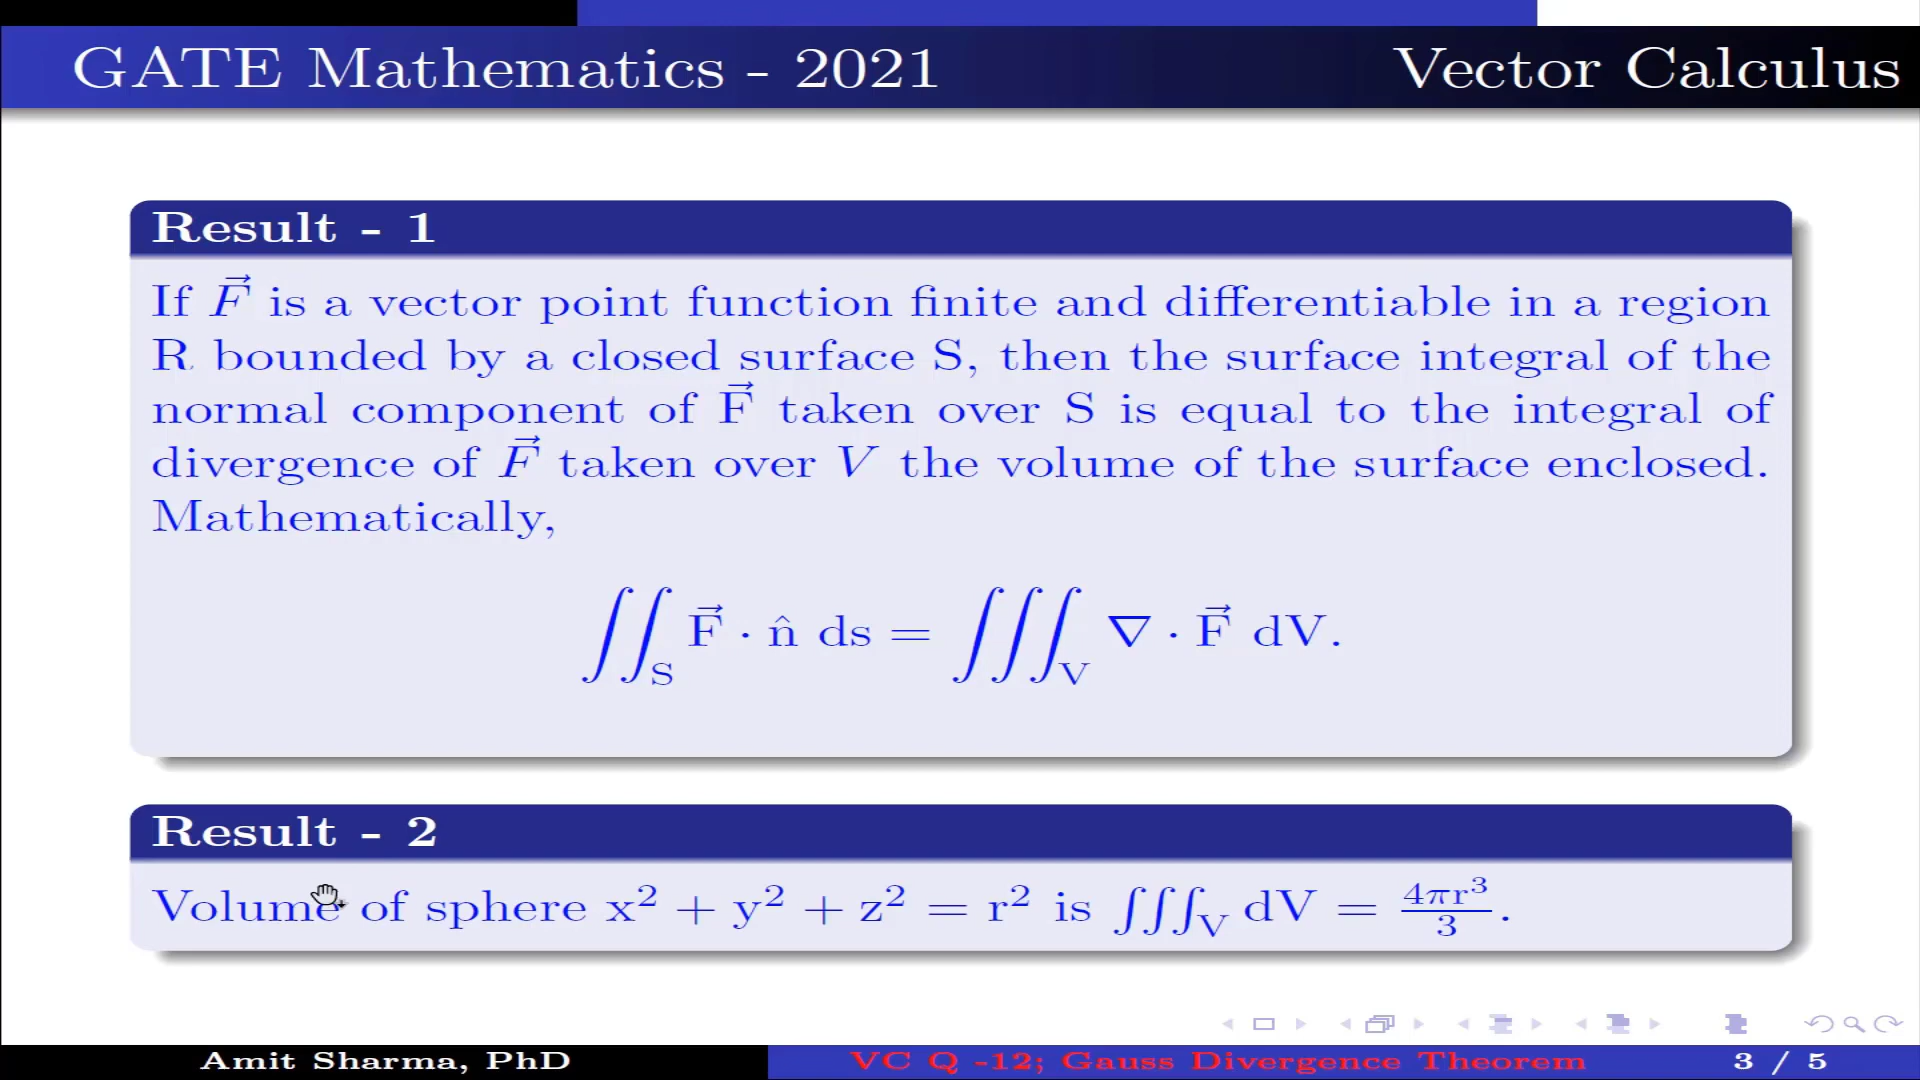 GATE Mathematics - 2021 Vector Calculus
Result - 1
If F⃗ is a vector point function finite and differentiable in a region
R bounded by a closed surface S, then the surface integral of the
normal component of F⃗ taken over S is equal to the integral of
divergence of F⃗ taken over V the volume of the surface enclosed.
Mathematically,
∬_S F⃗ · n̂ ds = ∭_V ∇ · F⃗ dV.
Result - 2
Volume of sphere x² + y² + z² = r² is ∭_V dV = 4πr³/3.
Amit Sharma, PhD VC Q -12; Gauss Divergence Theorem 3 / 5